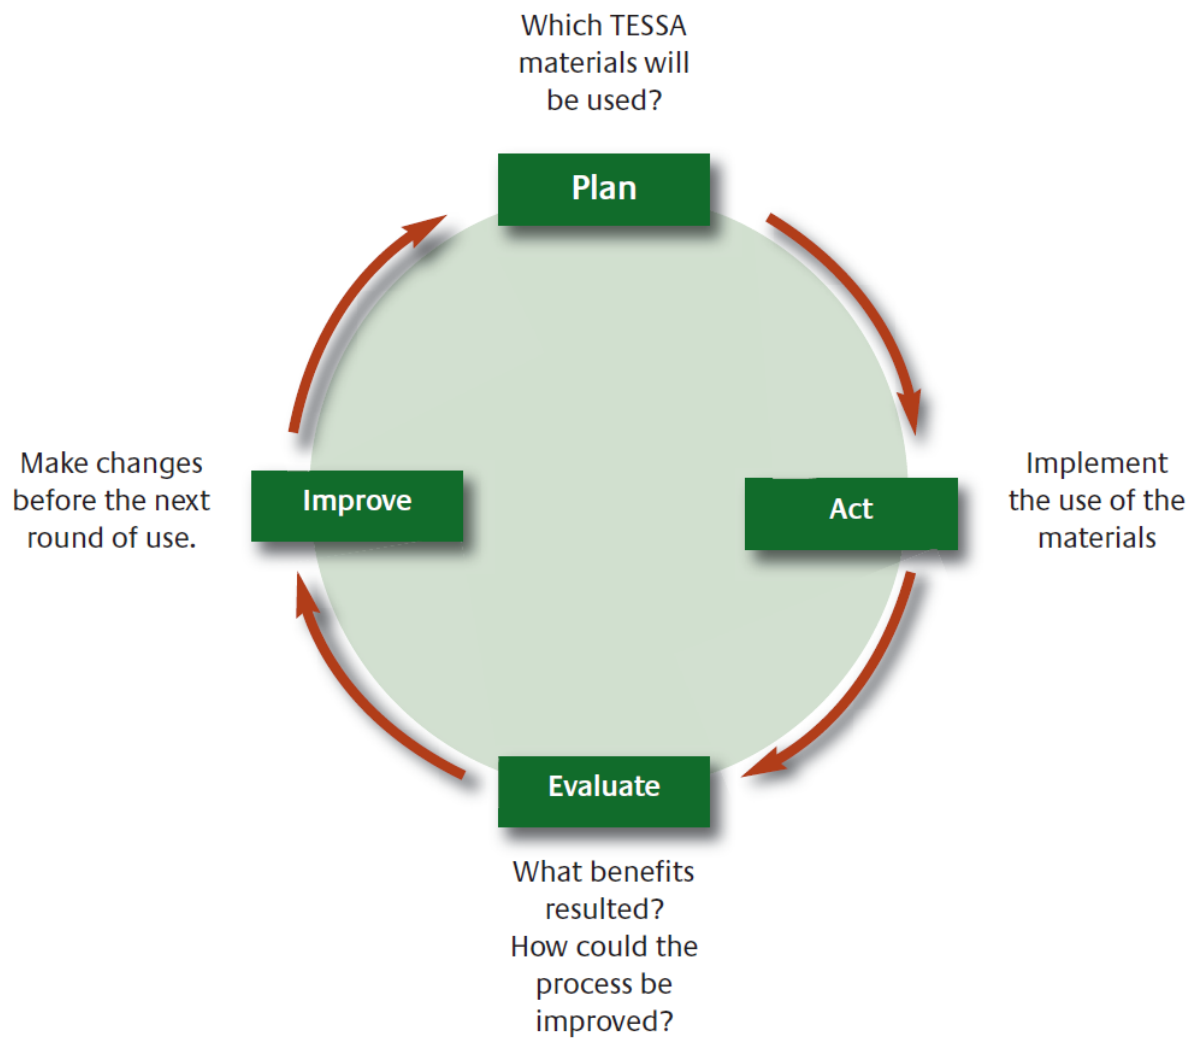 Which TESSA
materials will
be used?
Plan
Implement
the use of the
materials
Act
Evaluate
What benefits
resulted?
How could the
process be
improved?
Make changes
before the next
round of use.
Improve